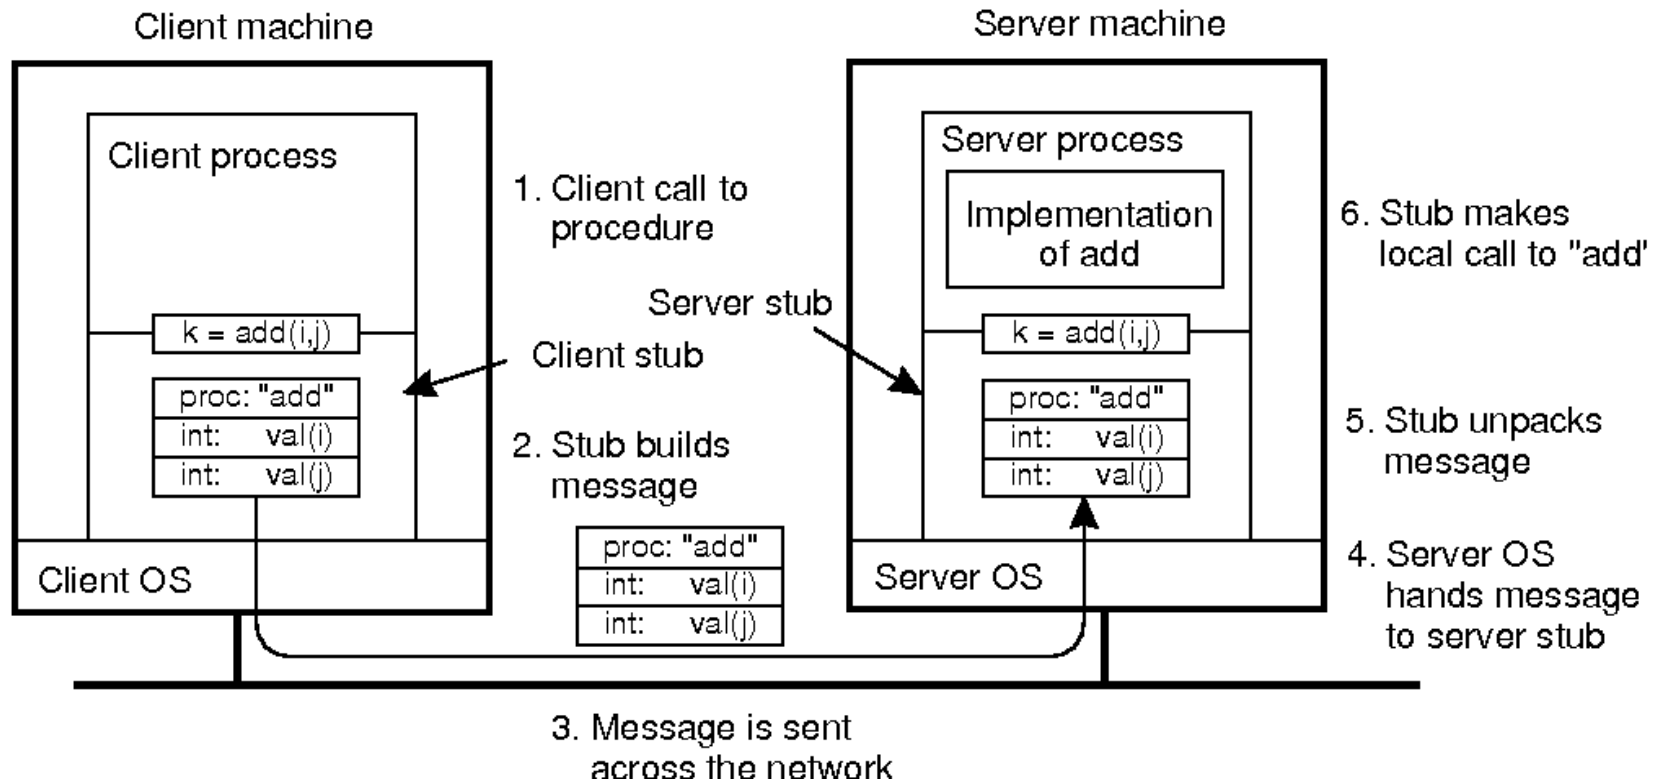 Client machine
Server machine
Client process
1. Client call to
procedure
k = add(i,j)
Client stub
proc: "add"
int: val(i)
int: val(j)
2. Stub builds
message
proc: "add"
int: val(i)
int: val(j)
Client OS
Server process
Implementation
of add
6. Stub makes
local call to "add'
Server stub
k = add(i,j)
proc: "add"
int: val(i)
int: val(j)
5. Stub unpacks
message
Server OS
4. Server OS
hands message
to server stub
3. Message is sent
across the network